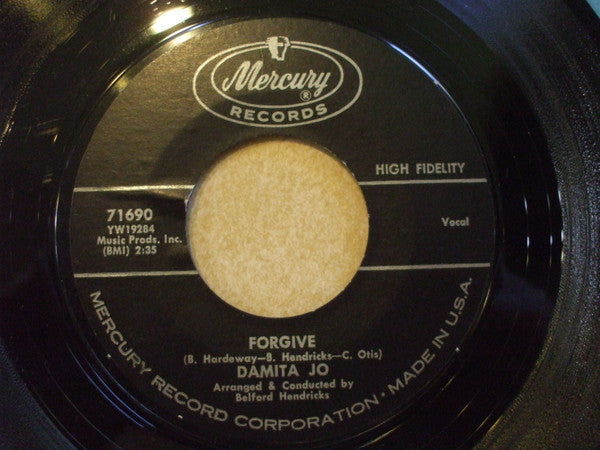 Mercury
®
RECORDS
HIGH FIDELITY
71690
YW19284
Music Prods. Inc.
(BMI) 2:35
Vocal
FORGIVE
(B. Hardeway—B. Hendricks—C. Otis)
DAMITA JO
Arranged & Conducted by
Belford Hendricks
MERCURY RECORD CORPORATION • MADE IN U.S.A.